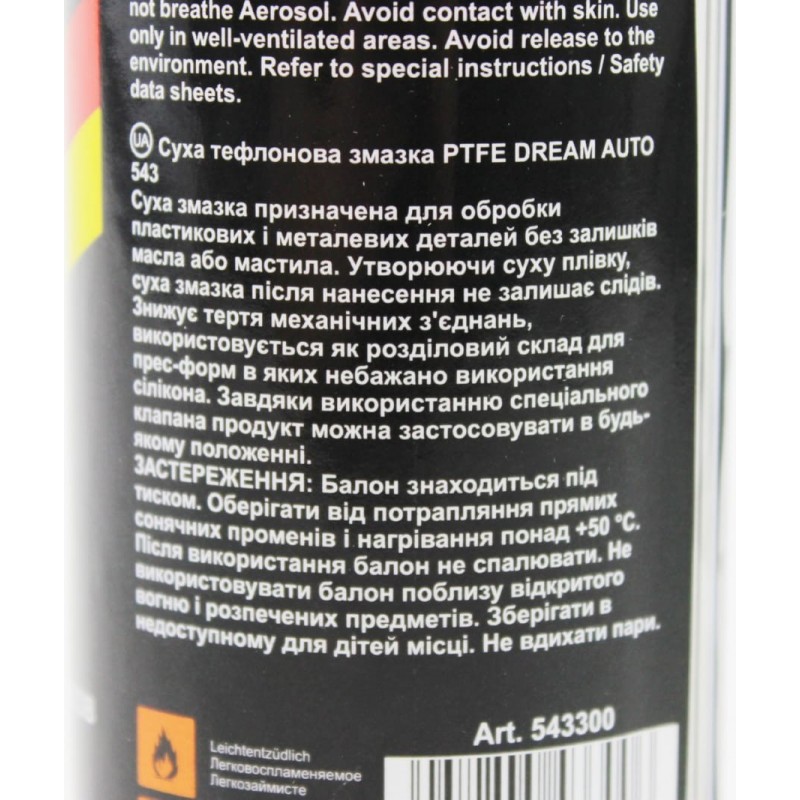 not breathe Aerosol. Avoid contact with skin. Use
only in well-ventilated areas. Avoid release to the
environment. Refer to special instructions / Safety
data sheets.
UA Суха тефлонова змазка PTFE DREAM AUTO
543
Суха змазка призначена для обробки
пластикових і металевих деталей без залишків
масла або мастила. Утворюючи суху плівку,
суха змазка після нанесення не залишає слідів.
Знижує тертя механічних з'єднань,
використовується як розділовий склад для
прес-форм в яких небажано використання
сілікона. Завдяки використанню спеціального
клапана продукт можна застосовувати в будь-
якому положенні.
ЗАСТЕРЕЖЕННЯ: Балон знаходиться під
тиском. Оберігати від потрапляння прямих
сонячних променів і нагрівання понад +50 °C.
Після використання балон не спалювати. Не
використовувати балон поблизу відкритого
вогню і розпечених предметів. Зберігати в
недоступному для дітей місці. Не вдихати пари.
Art. 543300
Leichtentzüdlich
Легковоспламеняемое
Легкозаймисте